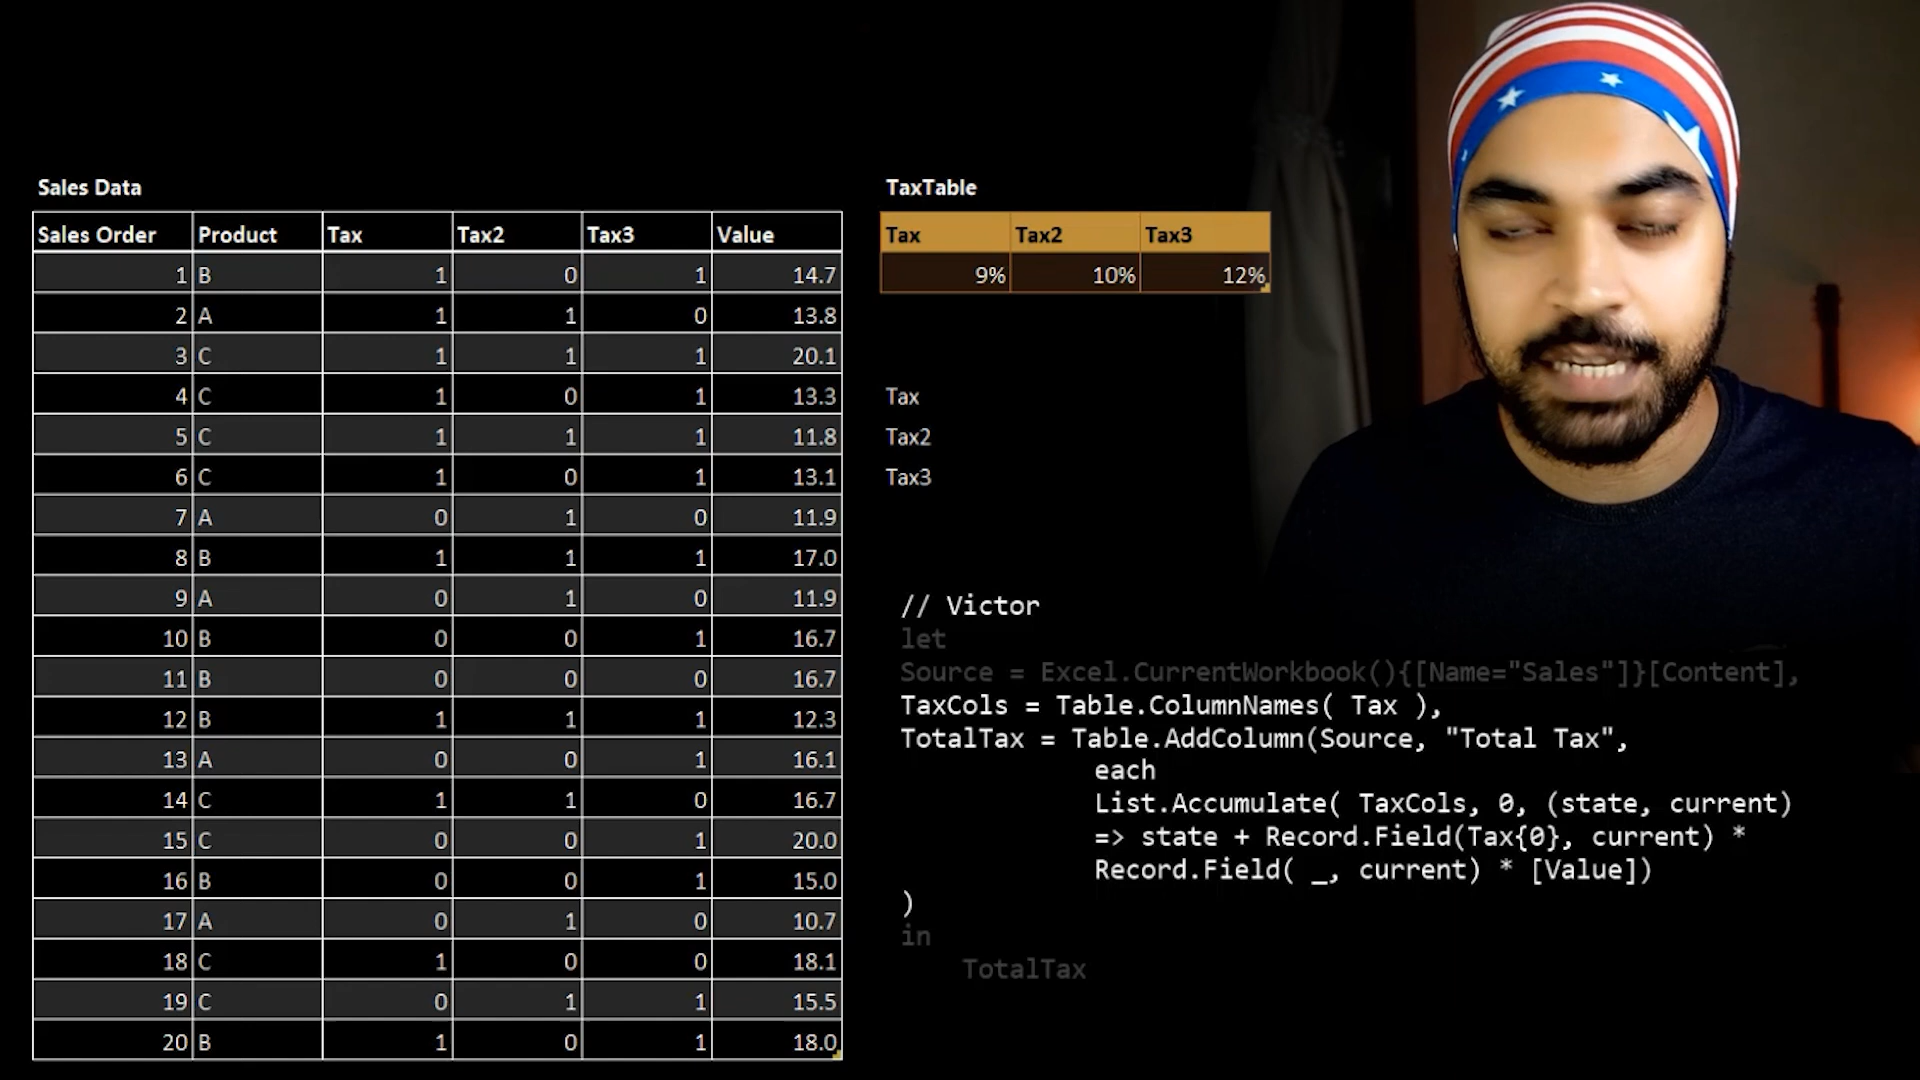 Sales Data
Sales Order Product Tax Tax2 Tax3 Value
1 B 1 0 1 14.7
2 A 1 1 0 13.8
3 C 1 1 1 20.1
4 C 1 0 1 13.3
5 C 1 1 1 11.8
6 C 1 0 1 13.1
7 A 0 1 0 11.9
8 B 1 1 1 17.0
9 A 0 1 0 11.9
10 B 0 0 1 16.7
11 B 0 0 0 16.7
12 B 1 1 1 12.3
13 A 0 0 1 16.1
14 C 1 1 0 16.7
15 C 0 0 1 20.0
16 B 0 0 1 15.0
17 A 0 1 0 10.7
18 C 1 0 0 18.1
19 C 0 1 1 15.5
20 B 1 0 1 18.0
TaxTable
Tax Tax2 Tax3
9% 10% 12%
Tax
Tax2
Tax3
// Victor
let
Source = Excel.CurrentWorkbook(){[Name="Sales"]}[Content],
TaxCols = Table.ColumnNames( Tax ),
TotalTax = Table.AddColumn(Source, "Total Tax",
each
List.Accumulate( TaxCols, 0, (state, current)
=> state + Record.Field(Tax{0}, current) *
Record.Field( _, current) * [Value])
)
in
TotalTax